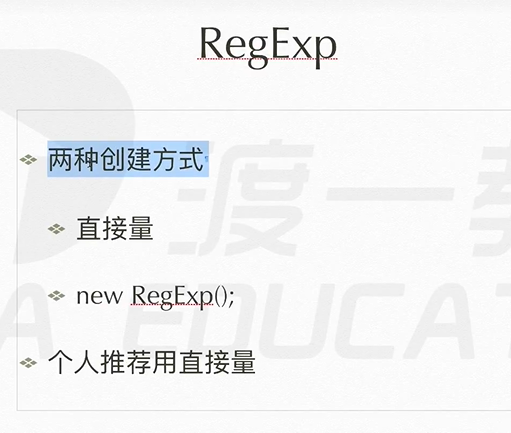 RegExp
两种创建方式
直接量
new RegExp();
个人推荐用直接量
渡一教
A EDUCAT